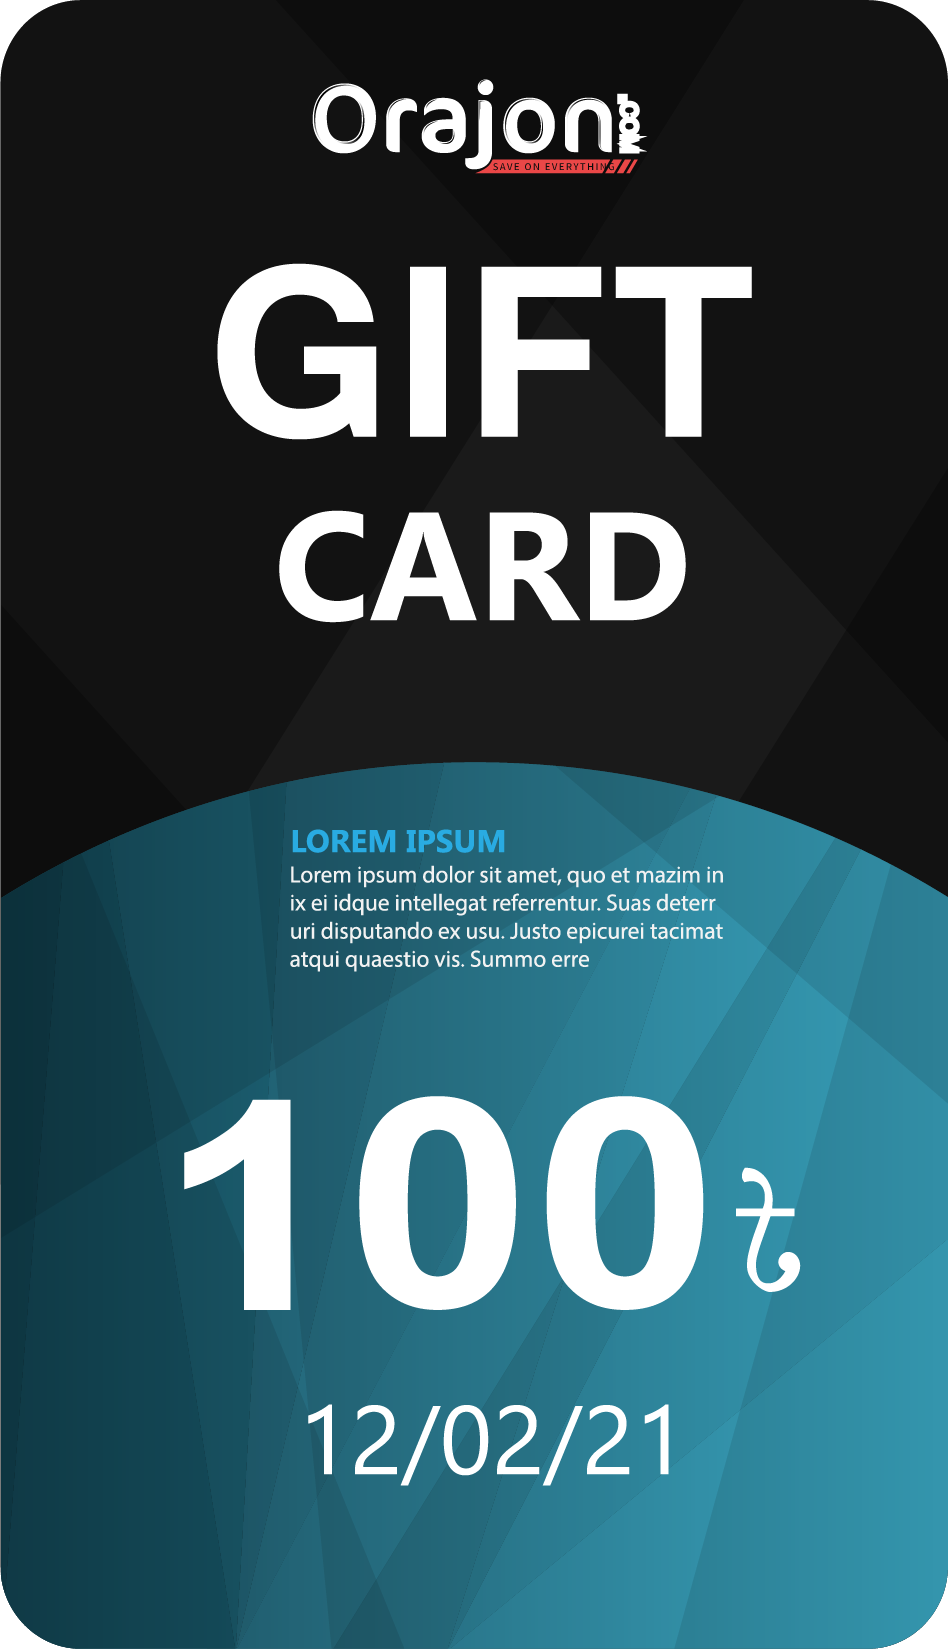 Orajon.com
SAVE ON EVERYTHING
GIFT
CARD
LOREM IPSUM
Lorem ipsum dolor sit amet, quo et mazim in
ix ei idque intellegat referrentur. Suas deterr
uri disputando ex usu. Justo epicurei tacimat
atqui quaestio vis. Summo erre
100৳
12/02/21